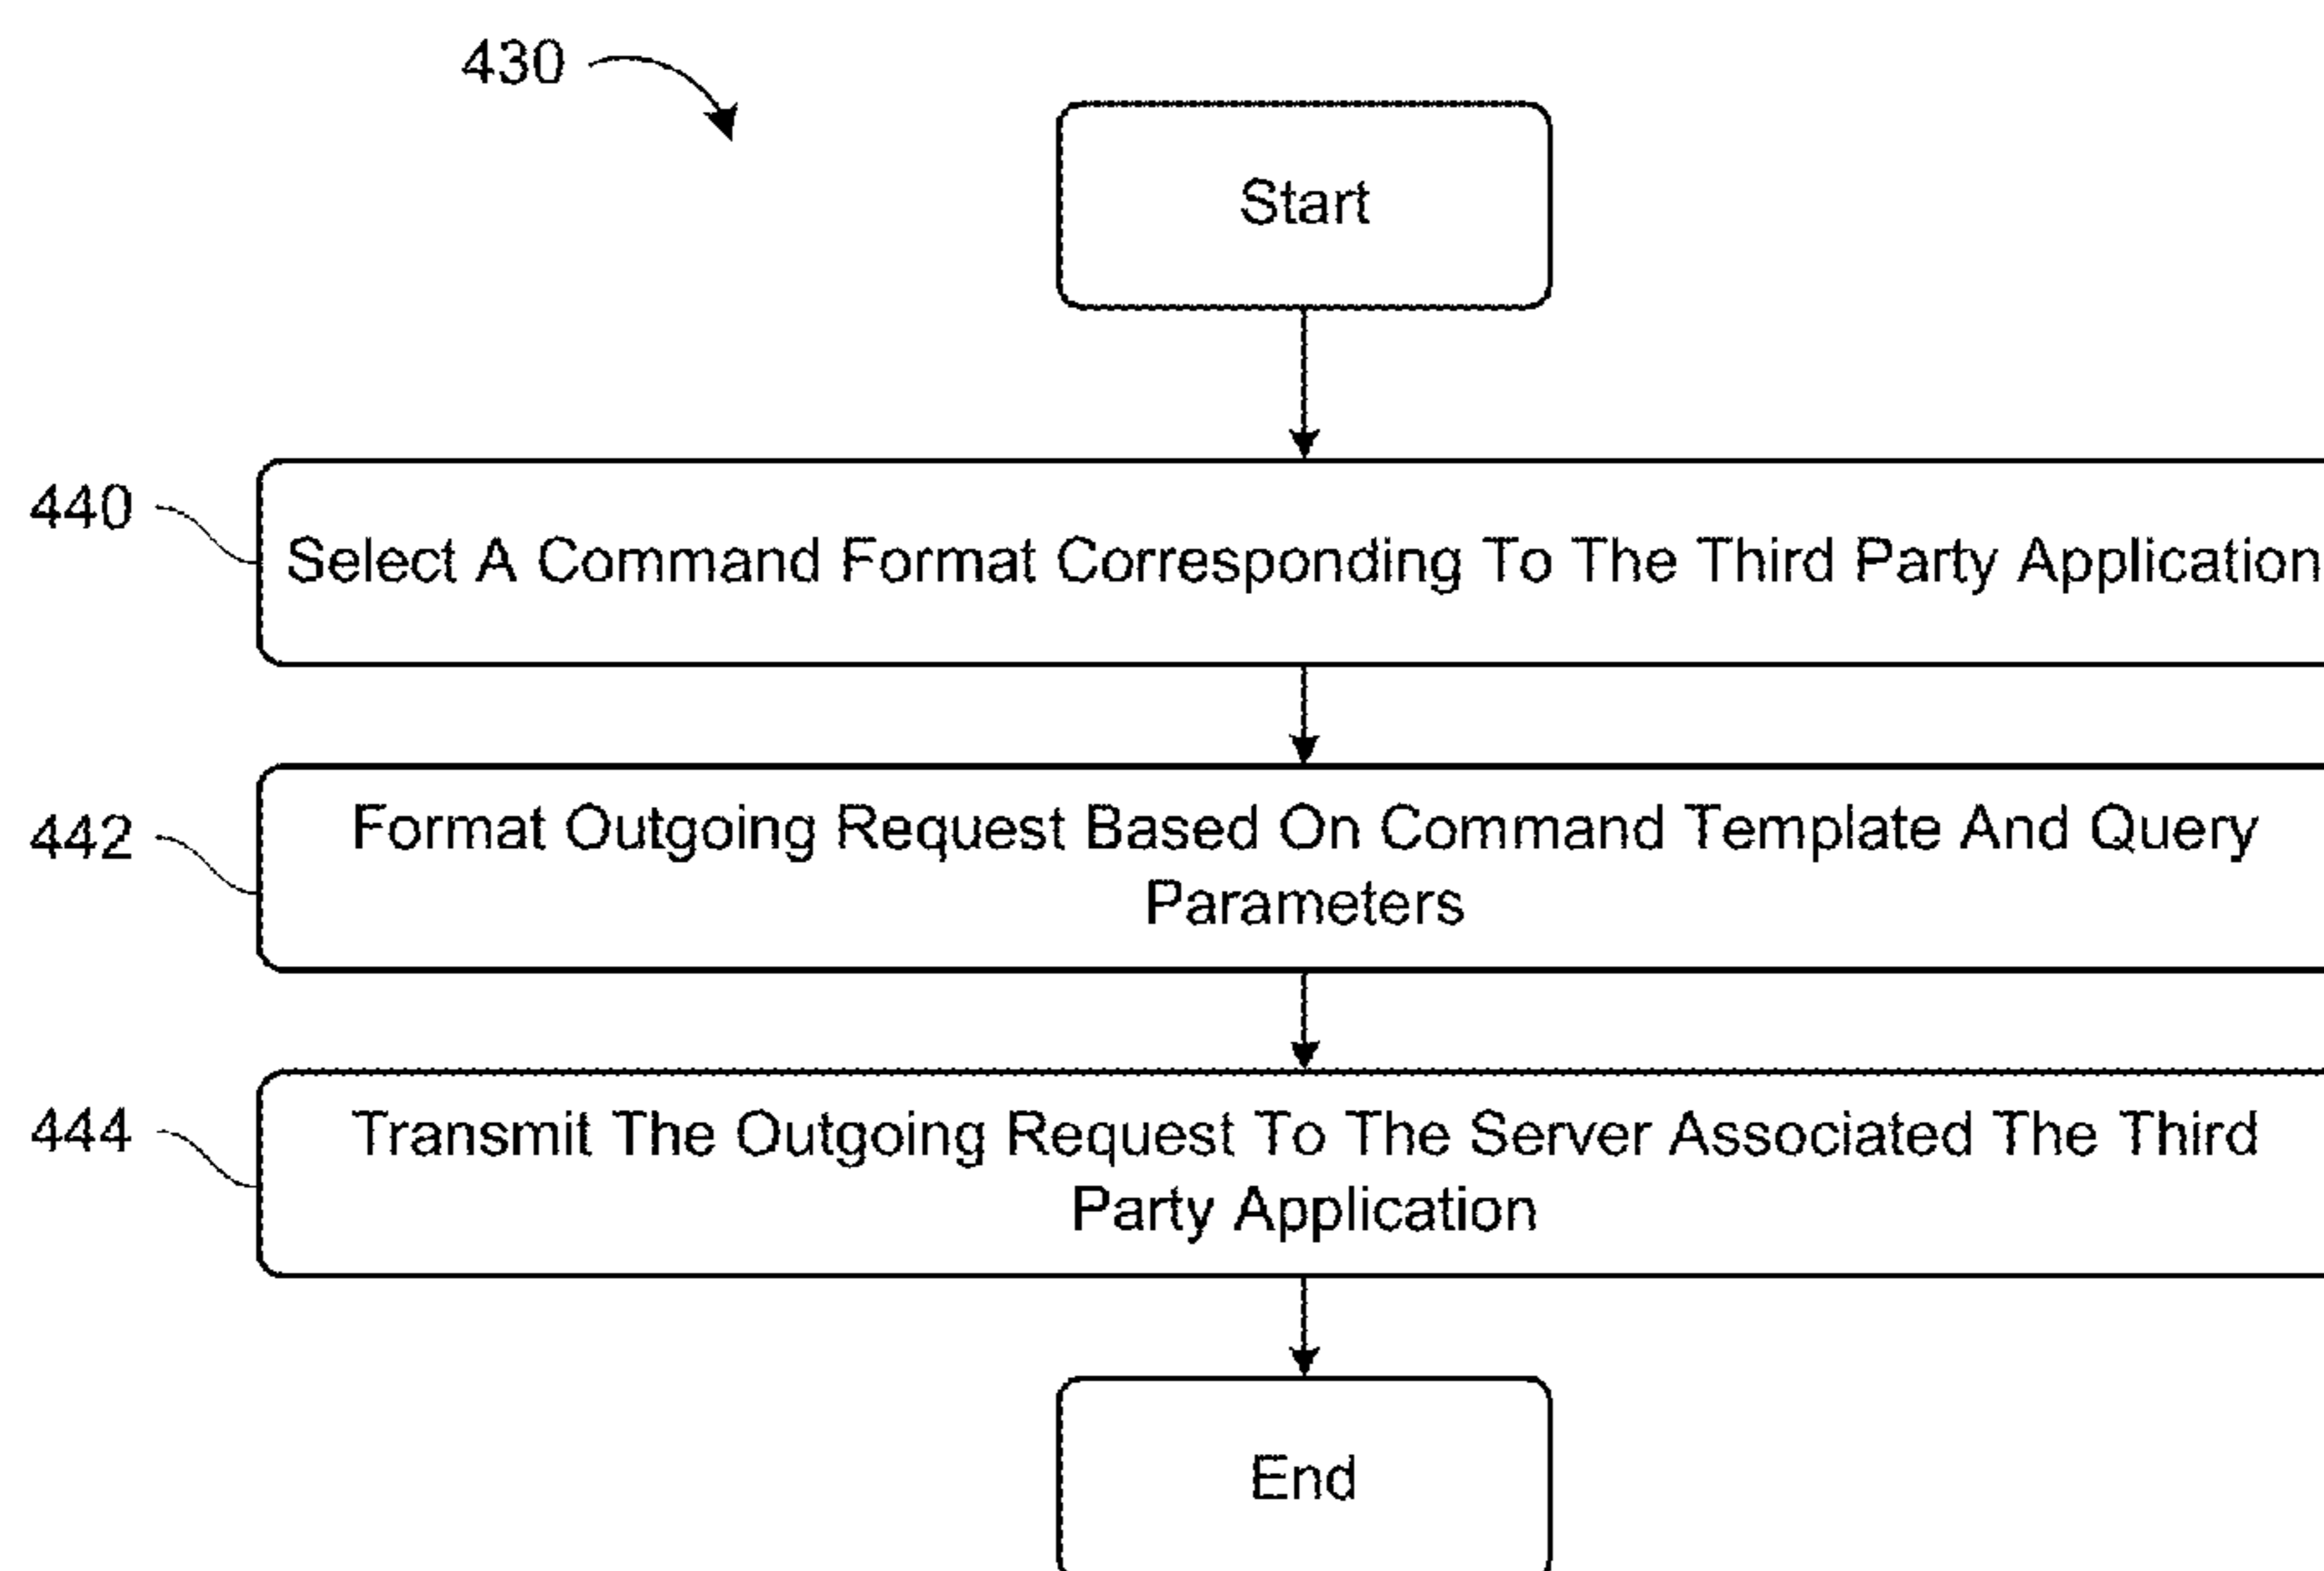 430
Start
440
Select A Command Format Corresponding To The Third Party Application
442
Format Outgoing Request Based On Command Template And Query
Parameters
444
Transmit The Outgoing Request To The Server Associated The Third
Party Application
End